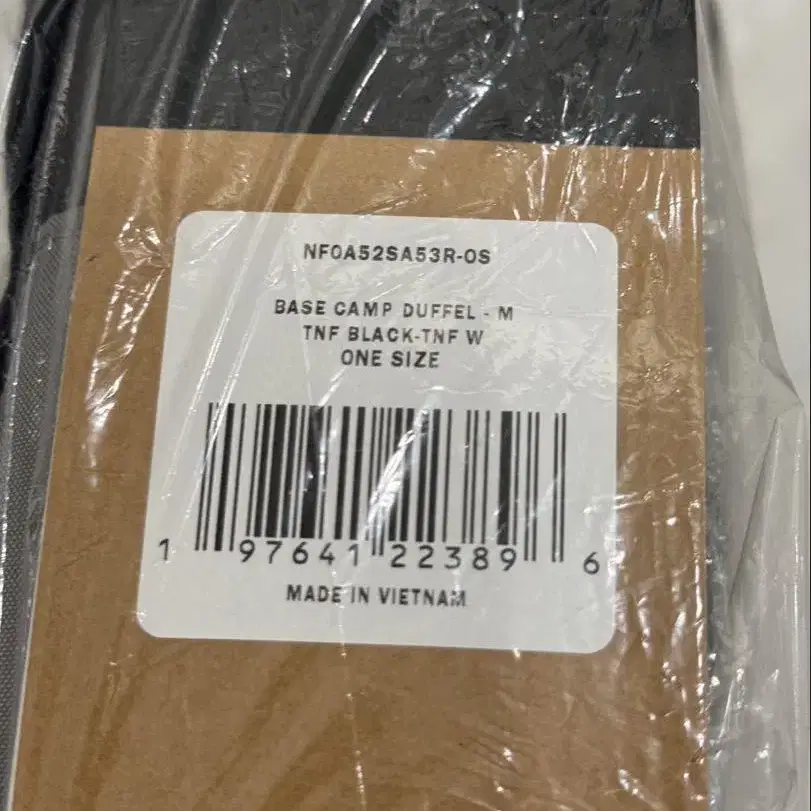 NF0A52SA53R-OS
BASE CAMP DUFFEL - M
TNF BLACK-TNF W
ONE SIZE
1 97641 22389 6
MADE IN VIETNAM